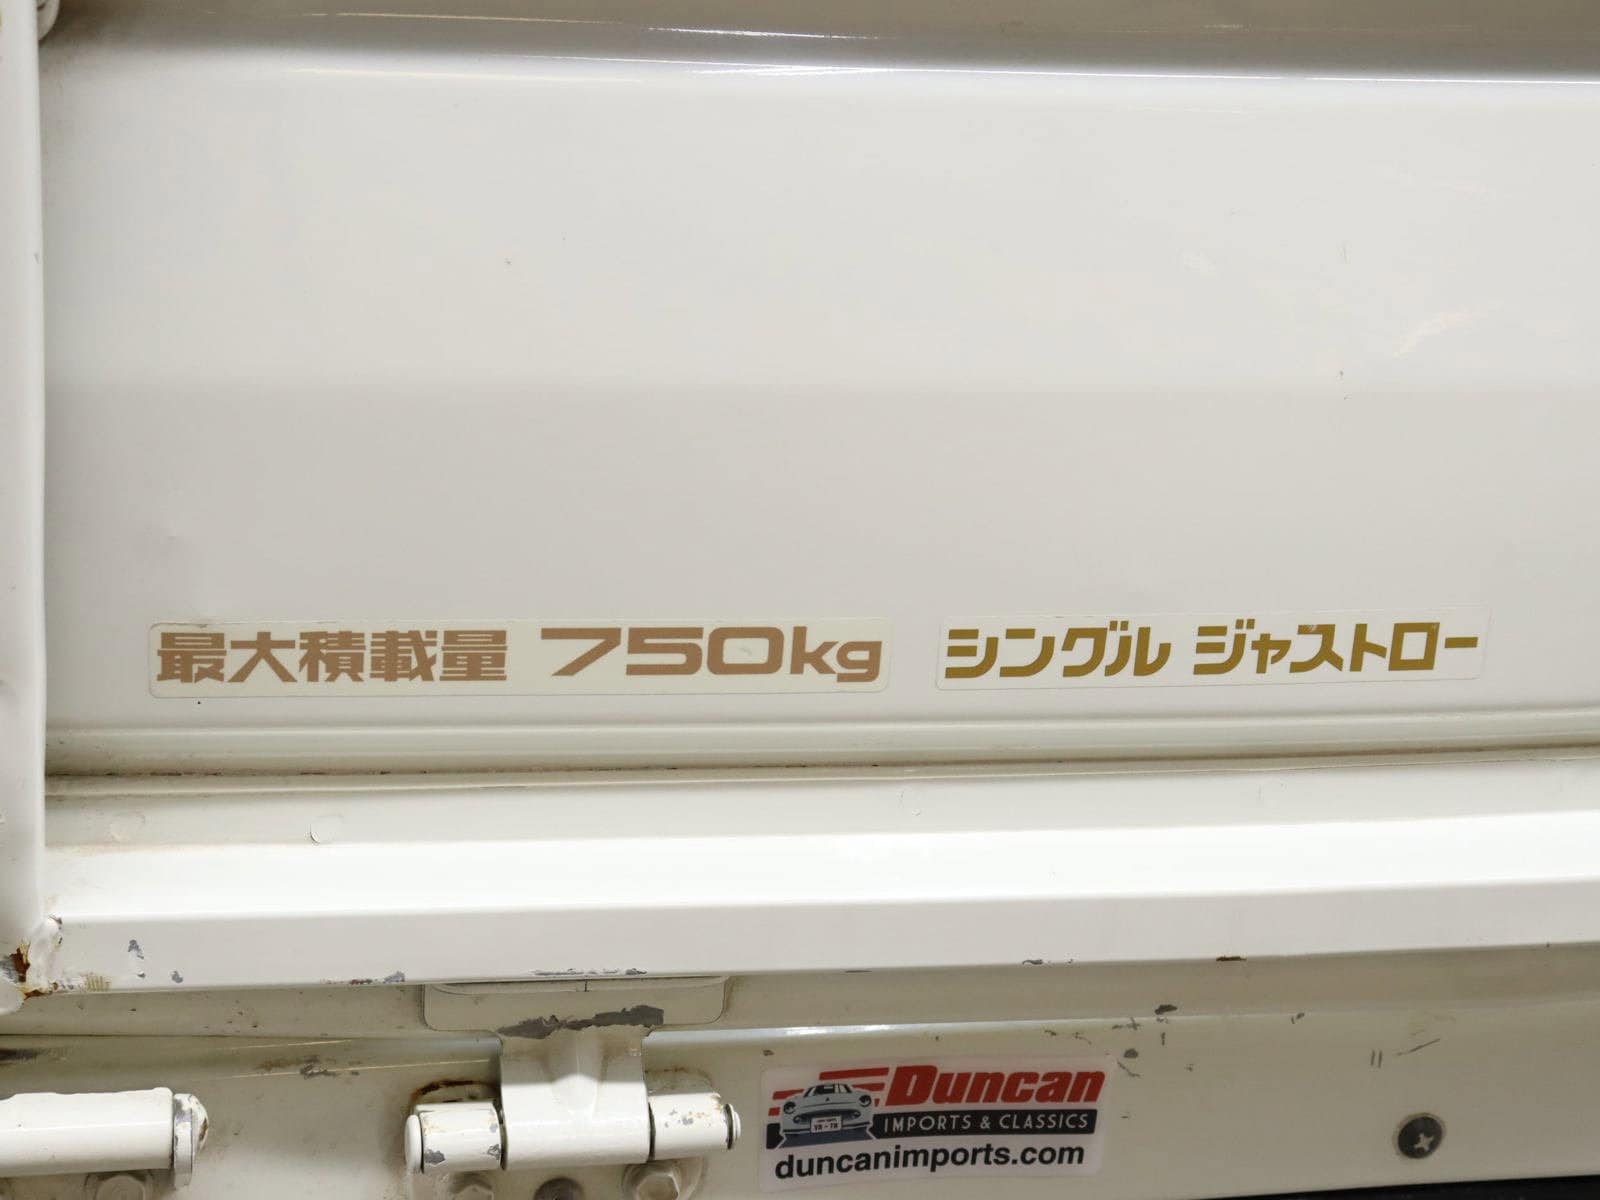 最大積載量 750kg シングル ジャストロー
Duncan
IMPORTS & CLASSICS
duncanimports.com